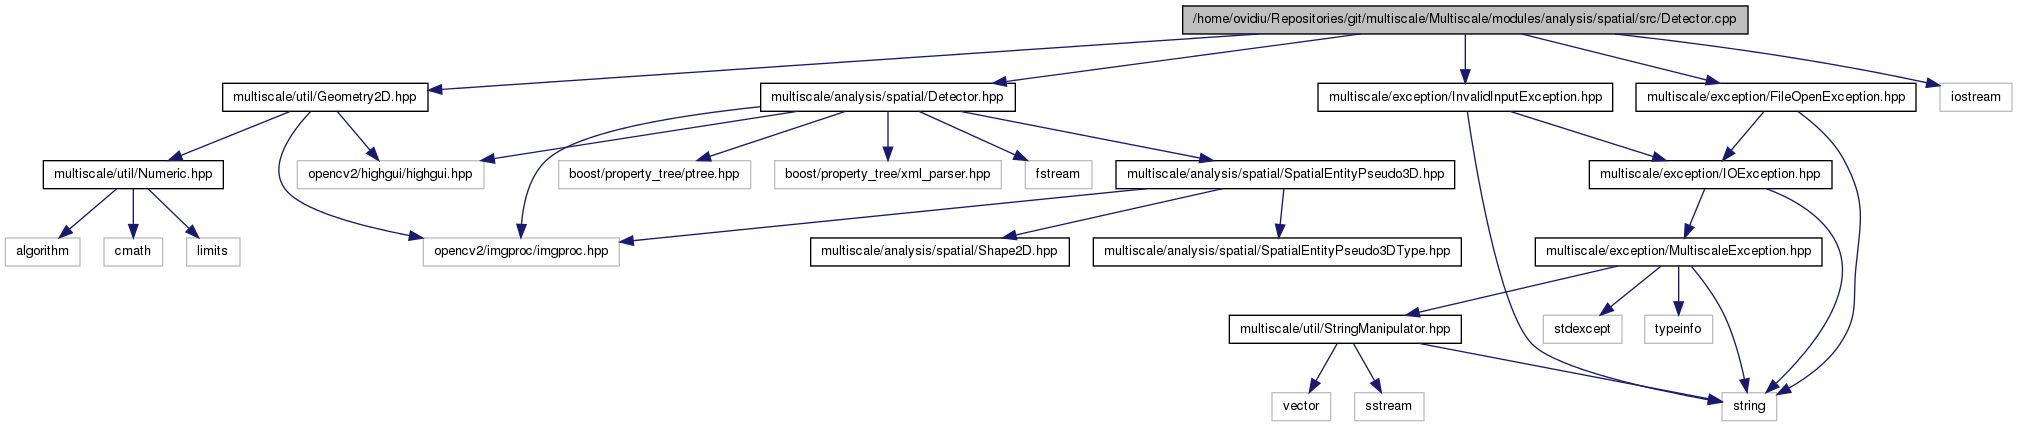 /home/ovidiu/Repositories/git/multiscale/Multiscale/modules/analysis/spatial/src/Detector.cpp
multiscale/util/Geometry2D.hpp
multiscale/analysis/spatial/Detector.hpp
multiscale/exception/InvalidInputException.hpp
multiscale/exception/FileOpenException.hpp
iostream
multiscale/util/Numeric.hpp
opencv2/highgui/highgui.hpp
boost/property_tree/ptree.hpp
boost/property_tree/xml_parser.hpp
fstream
multiscale/analysis/spatial/SpatialEntityPseudo3D.hpp
multiscale/exception/IOException.hpp
algorithm
cmath
limits
opencv2/imgproc/imgproc.hpp
multiscale/analysis/spatial/Shape2D.hpp
multiscale/analysis/spatial/SpatialEntityPseudo3DType.hpp
multiscale/exception/MultiscaleException.hpp
multiscale/util/StringManipulator.hpp
stdexcept
typeinfo
vector
sstream
string